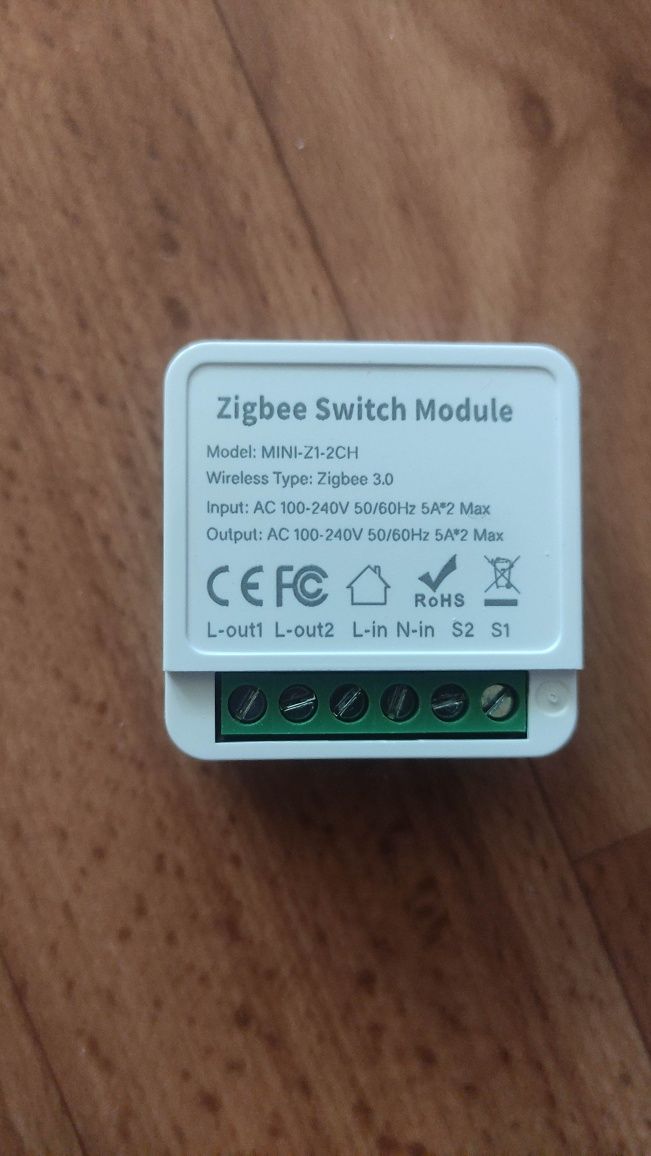 Zigbee Switch Module
Model: MINI-Z1-2CH
Wireless Type: Zigbee 3.0
Input: AC 100-240V 50/60Hz 5A*2 Max
Output: AC 100-240V 50/60Hz 5A*2 Max
CE FC RoHS
L-out1 L-out2 L-in N-in S2 S1